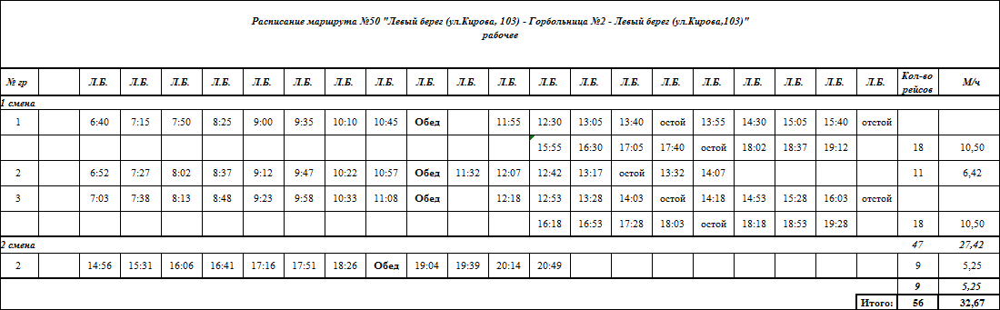 Расписание маршрута №50 "Левый берег (ул.Кирова, 103) - Горбольница №2 - Левый берег (ул.Кирова,103)"
рабочее
№ гр Л.Б. Л.Б. Л.Б. Л.Б. Л.Б. Л.Б. Л.Б. Л.Б. Л.Б. Л.Б. Л.Б. Л.Б. Л.Б. Л.Б. Л.Б. Л.Б. Л.Б. Л.Б. Л.Б. Л.Б. Кол-во рейсов М/ч
1 смена
1 6:40 7:15 7:50 8:25 9:00 9:35 10:10 10:45 Обед 11:55 12:30 13:05 13:40 остой 13:55 14:30 15:05 15:40 отстой
15:55 16:30 17:05 17:40 остой 18:02 18:37 19:12 18 10,50
2 6:52 7:27 8:02 8:37 9:12 9:47 10:22 10:57 Обед 11:32 12:07 12:42 13:17 остой 13:32 14:07 11 6,42
3 7:03 7:38 8:13 8:48 9:23 9:58 10:33 11:08 Обед 12:18 12:53 13:28 14:03 остой 14:18 14:53 15:28 16:03 отстой
16:18 16:53 17:28 18:03 остой 18:18 18:53 19:28 18 10,50
2 смена 47 27,42
2 14:56 15:31 16:06 16:41 17:16 17:51 18:26 Обед 19:04 19:39 20:14 20:49 9 5,25
9 5,25
Итого: 56 32,67